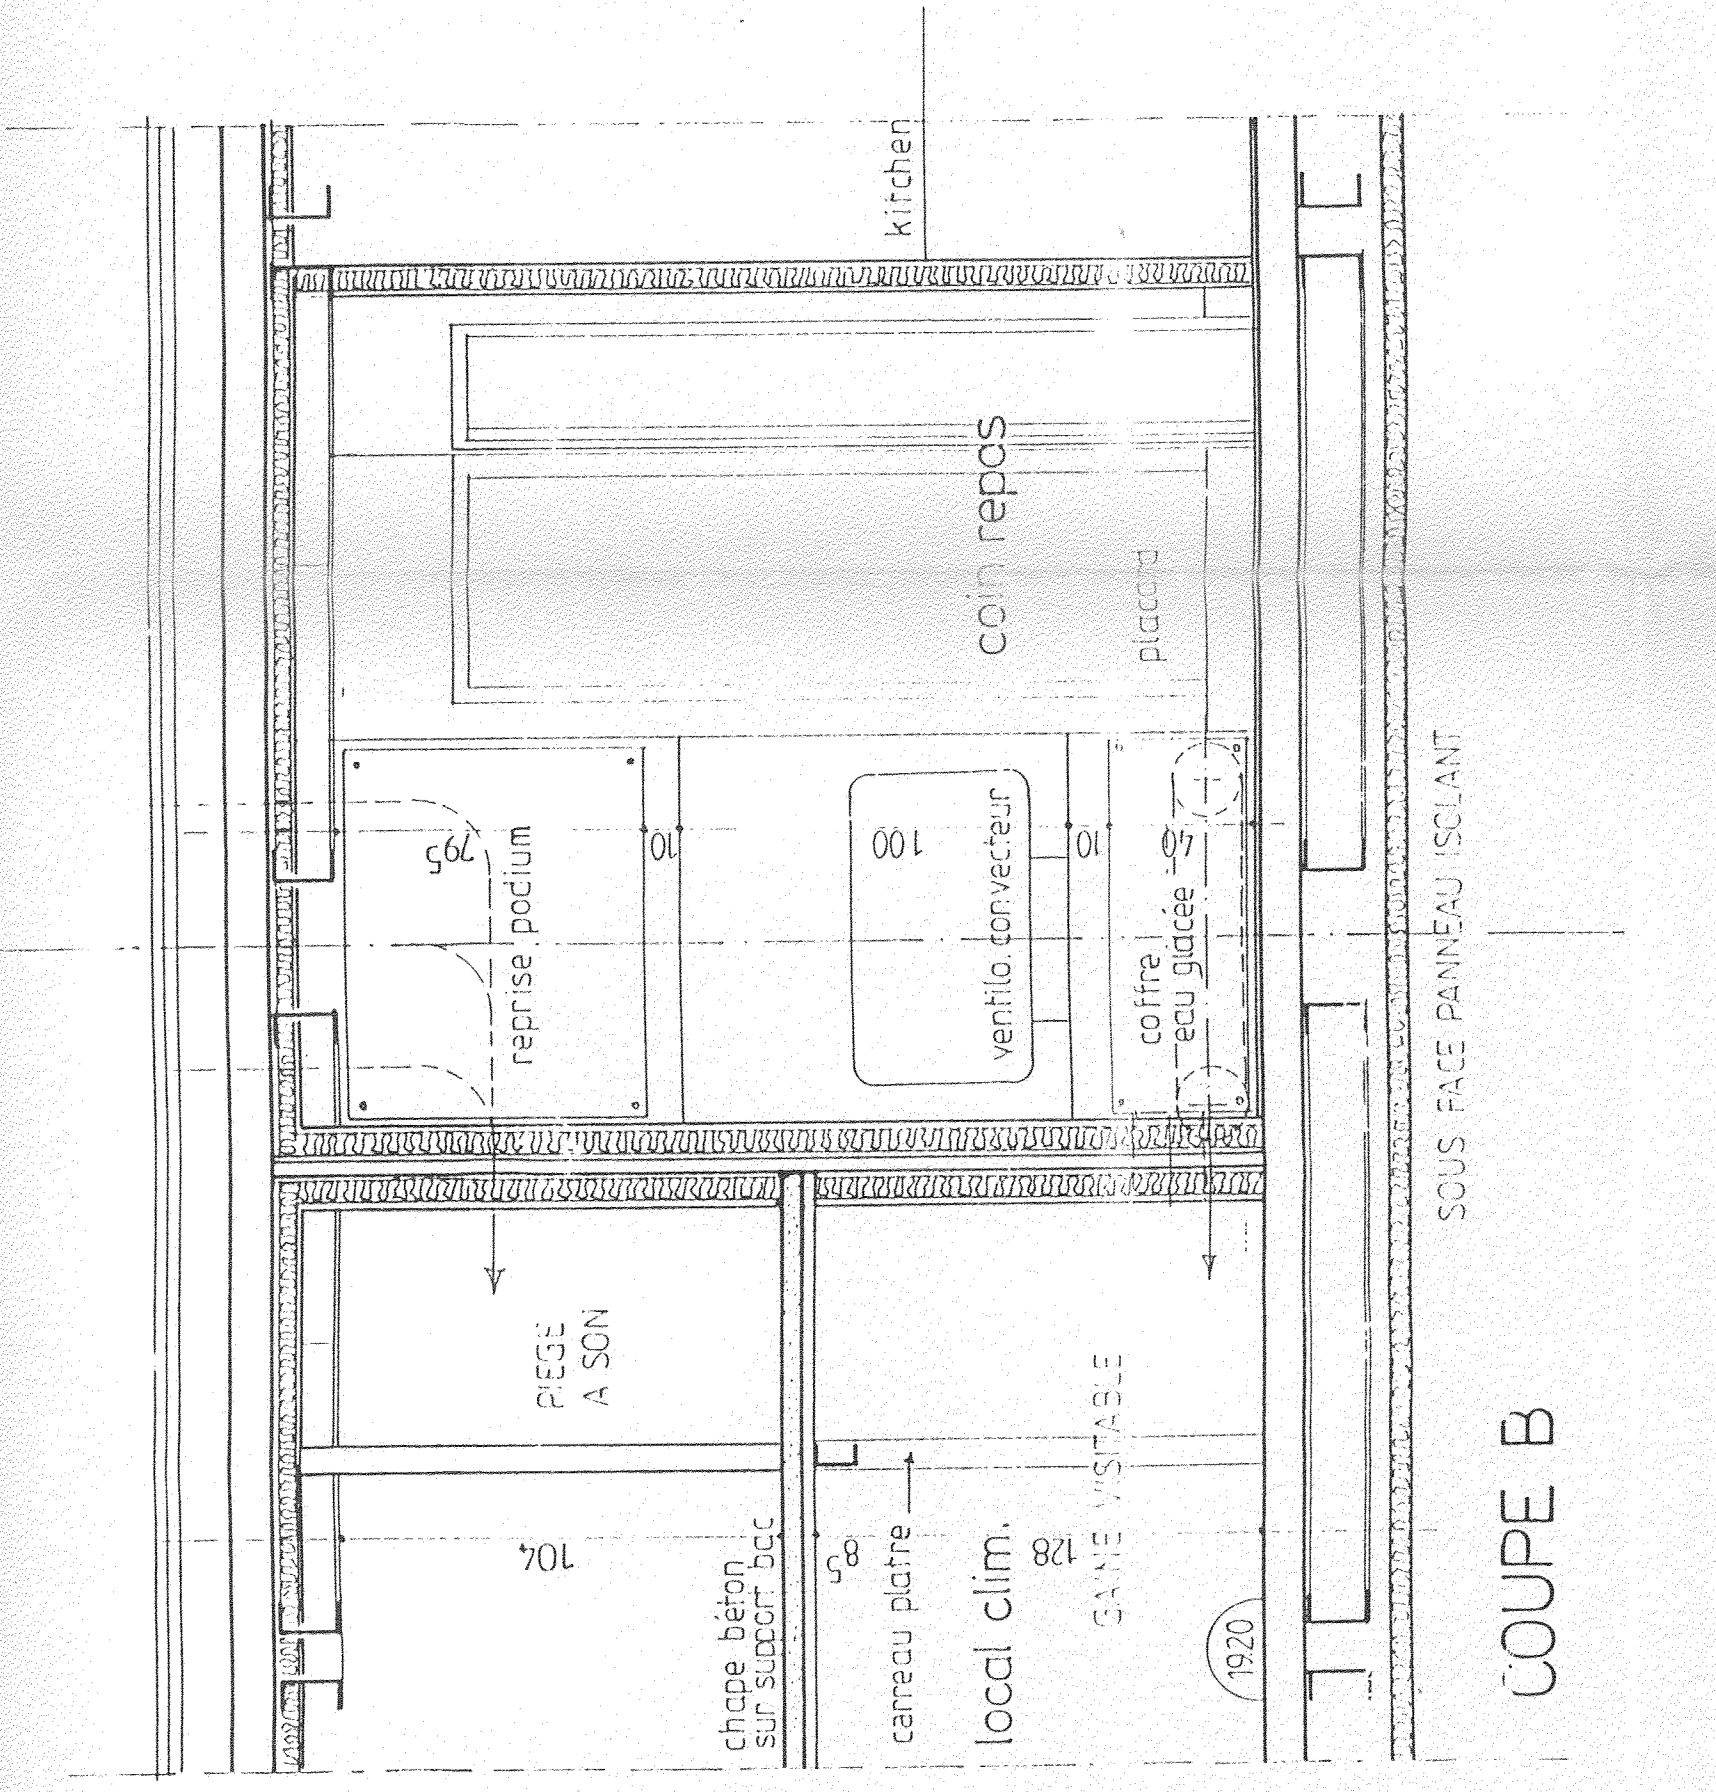 kitchen
coin repas
placard
795
10
100
10
40
reprise podium
ventilo. convecteur
coffre
eau glacée
SOUS FACE PANNEAU ISOLANT
PIEGE
A SON
104
85
128
chape béton
sur support bac
carreau platre
local clim.
GAINE VISITABLE
1920
COUPE B